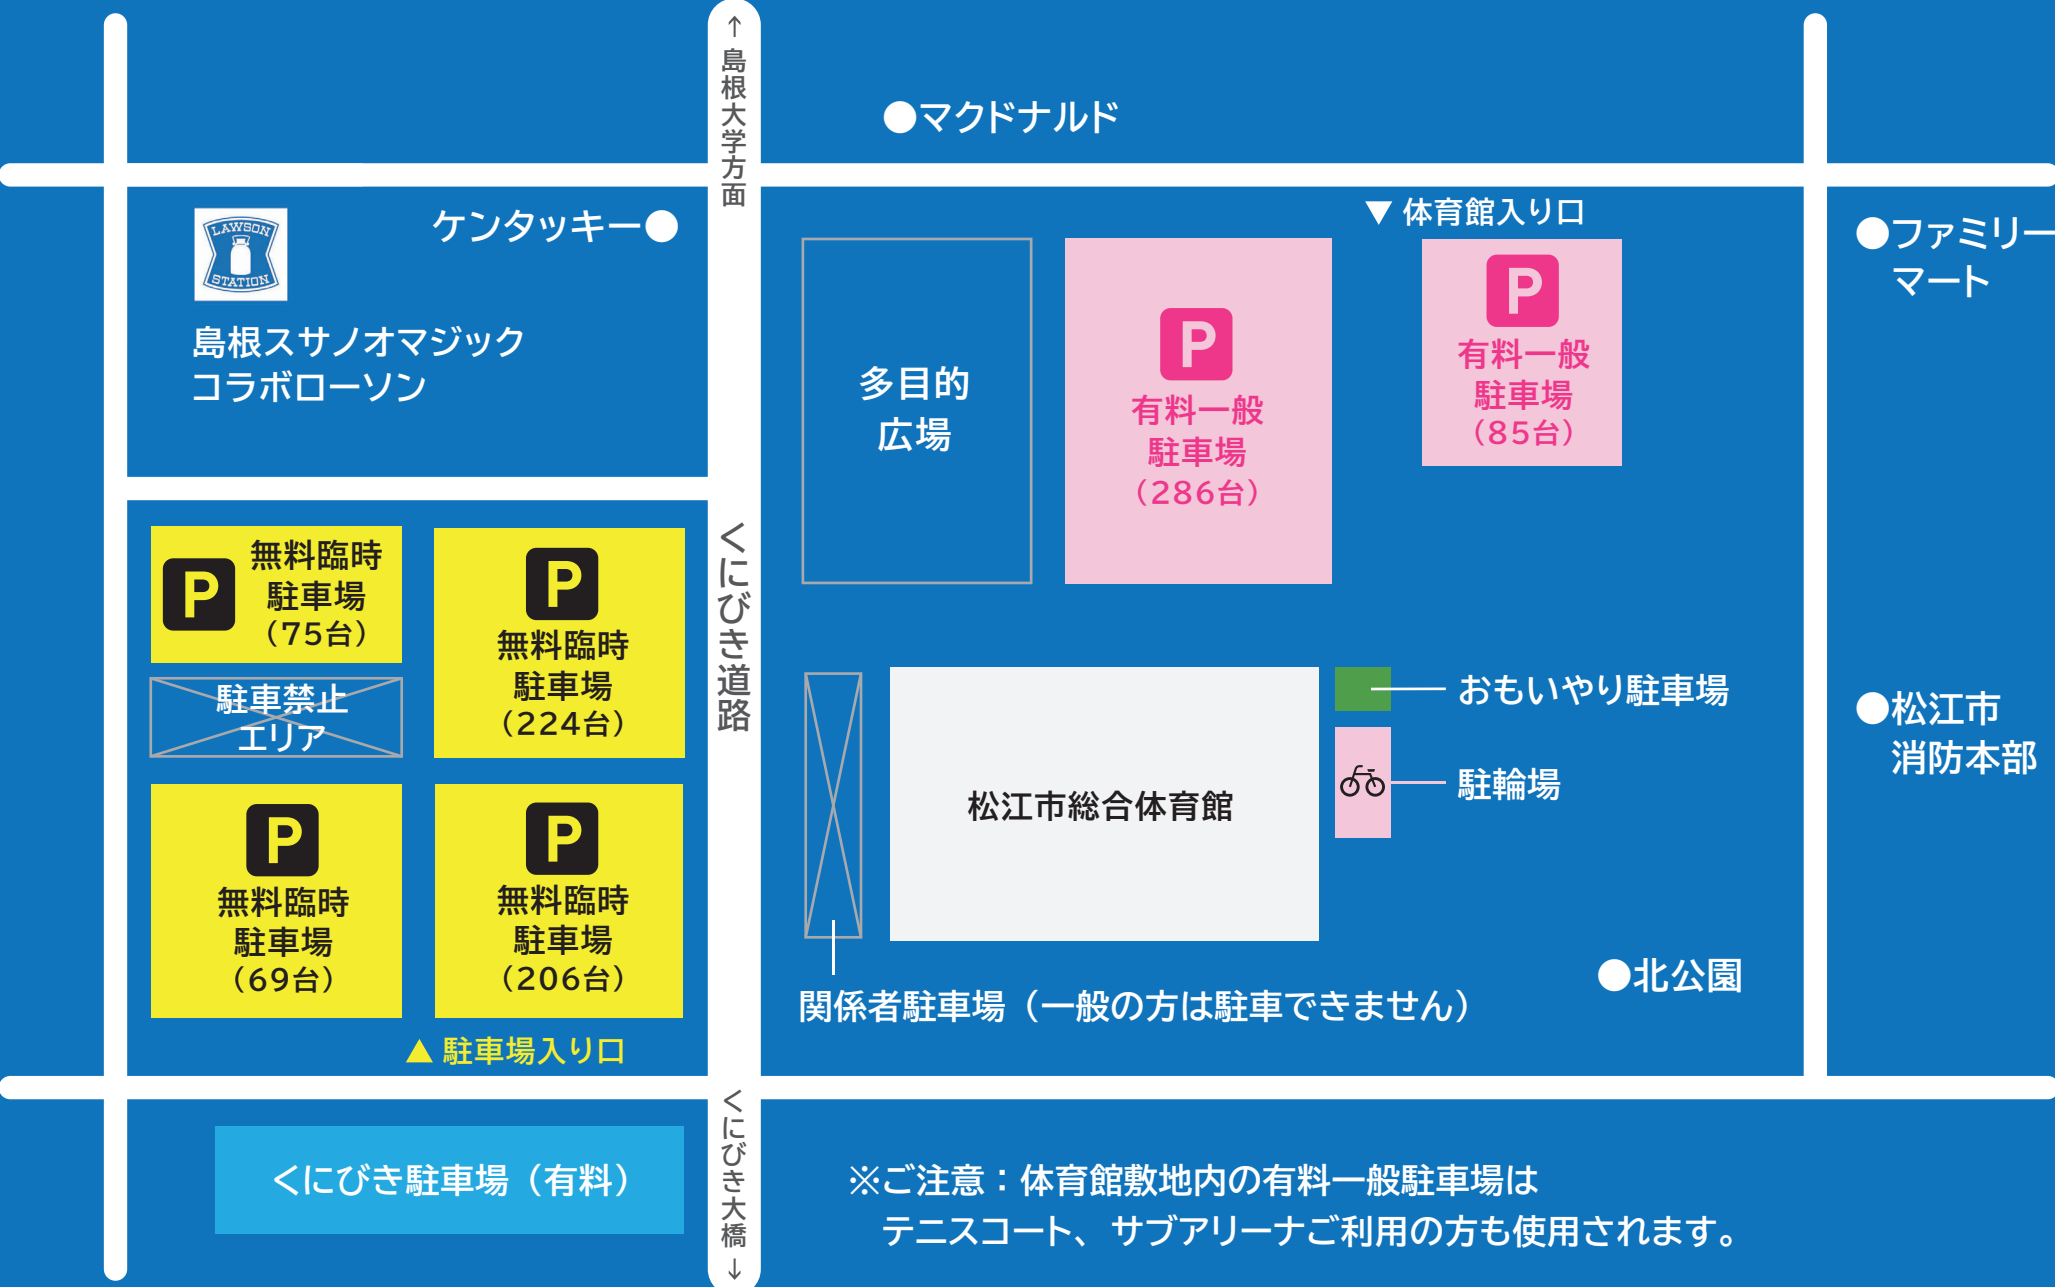 ↑島根大学方面
●マクドナルド
LAWSON
STATION
ケンタッキー●
島根スサノオマジック
コラボローソン
▼ 体育館入り口
●ファミリー
マート
多目的
広場
P
有料一般
駐車場
（286台）
P
有料一般
駐車場
（85台）
P
無料臨時
駐車場
（75台）
P
無料臨時
駐車場
（224台）
駐車禁止
エリア
P
無料臨時
駐車場
（69台）
P
無料臨時
駐車場
（206台）
▲ 駐車場入り口
くにびき道路
松江市総合体育館
おもいやり駐車場
駐輪場
●松江市
消防本部
●北公園
関係者駐車場（一般の方は駐車できません）
くにびき駐車場（有料）
くにびき大橋↓
※ご注意：体育館敷地内の有料一般駐車場は
テニスコート、サブアリーナご利用の方も使用されます。